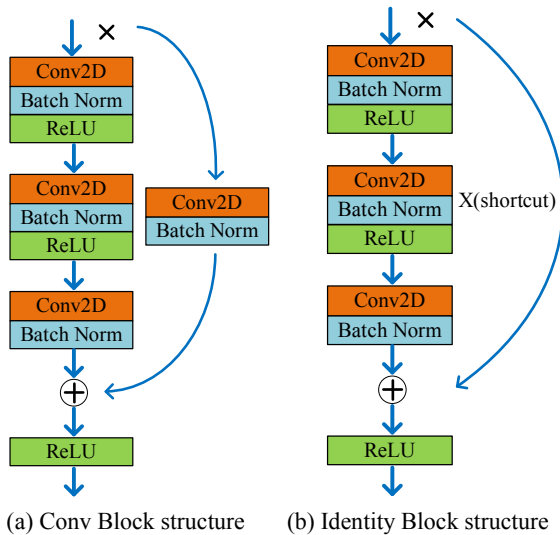 ×
Conv2D
Batch Norm
ReLU
Conv2D
Batch Norm
ReLU
Conv2D
Batch Norm
Conv2D
Batch Norm
+
ReLU
(a) Conv Block structure
×
Conv2D
Batch Norm
ReLU
Conv2D
Batch Norm
ReLU
X(shortcut)
Conv2D
Batch Norm
+
ReLU
(b) Identity Block structure